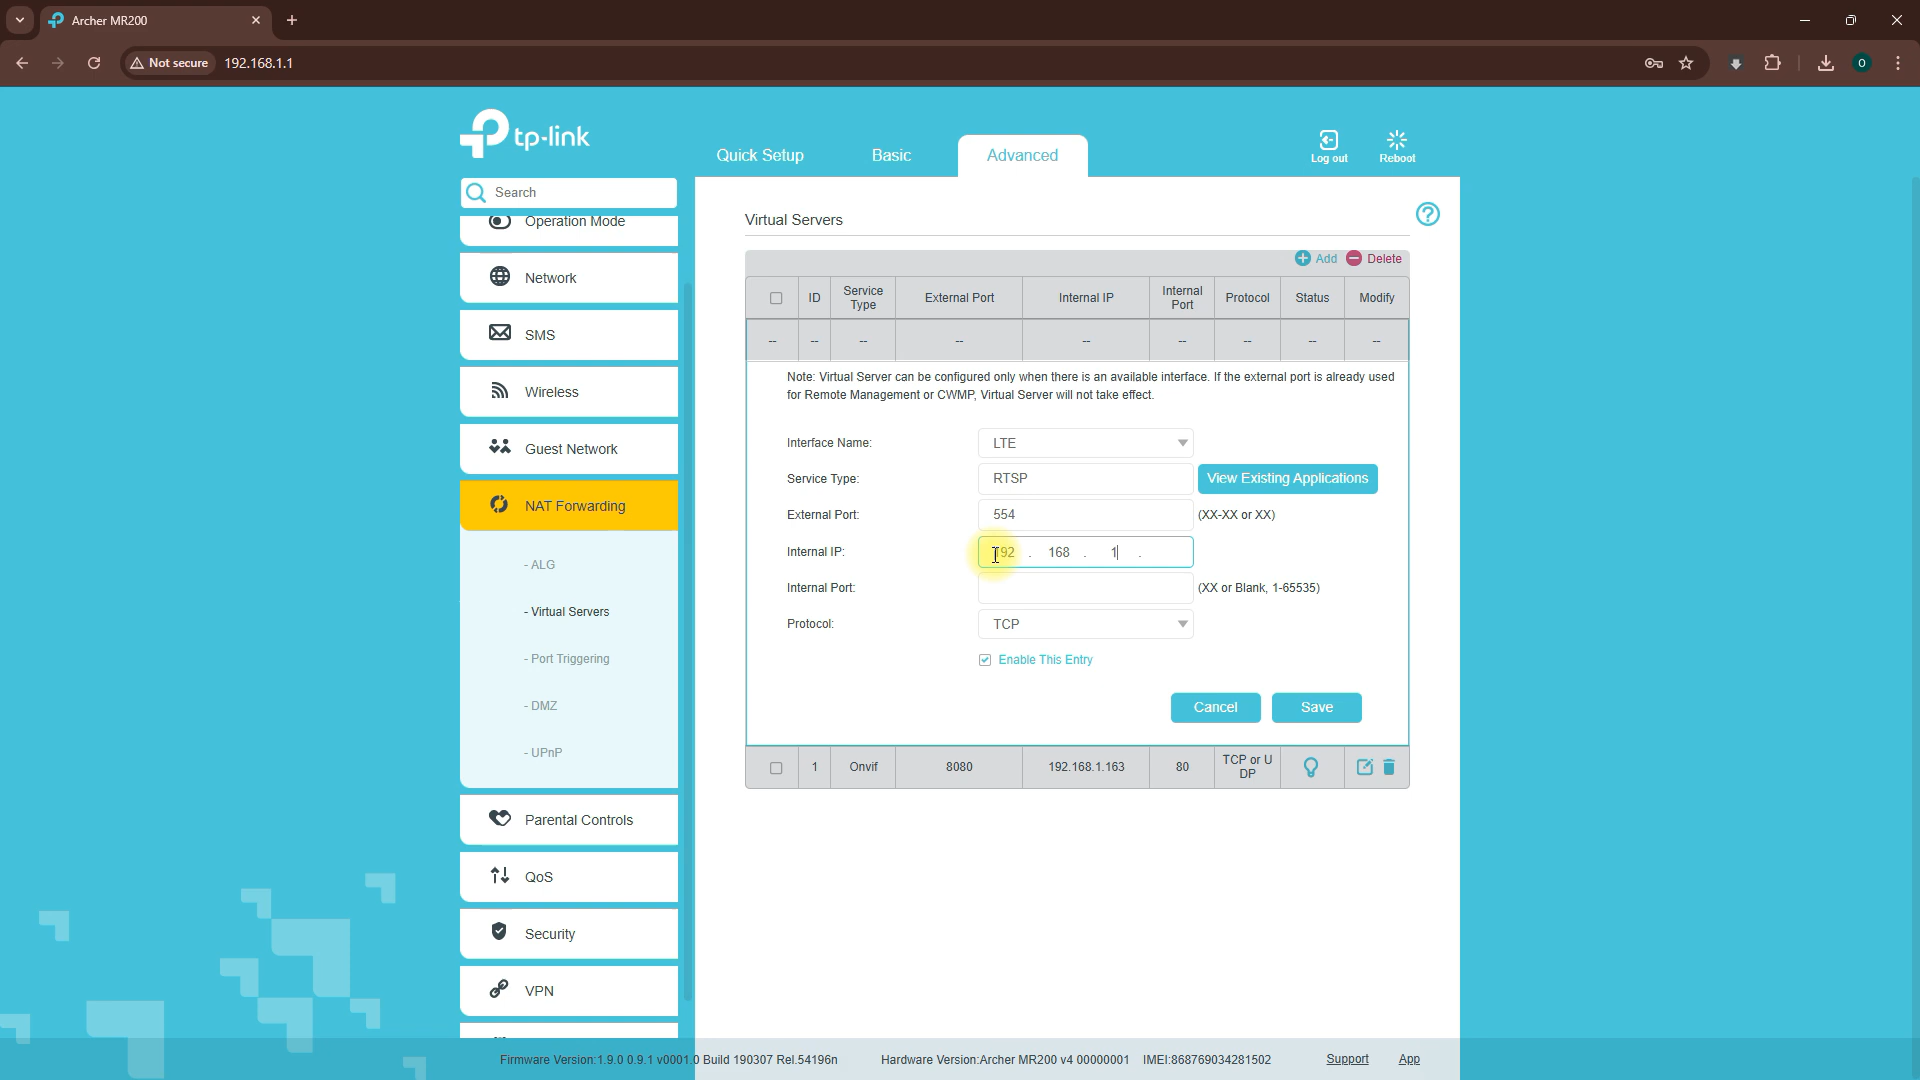 Archer MR200
Not secure 192.168.1.1
O
tp-link
Quick Setup
Basic
Advanced
Log out
Reboot
Search
Operation Mode
Network
SMS
Wireless
Guest Network
NAT Forwarding
- ALG
- Virtual Servers
- Port Triggering
- DMZ
- UPnP
Parental Controls
QoS
Security
VPN
Virtual Servers
?
Add Delete
ID Service Type External Port Internal IP Internal Port Protocol Status Modify
-- -- -- -- -- -- -- -- --
Note: Virtual Server can be configured only when there is an available interface. If the external port is already used
for Remote Management or CWMP, Virtual Server will not take effect.
Interface Name: LTE
Service Type: RTSP View Existing Applications
External Port: 554 (XX-XX or XX)
Internal IP: 192 . 168 . 1 .
Internal Port: (XX or Blank, 1-65535)
Protocol: TCP
Enable This Entry
Cancel Save
1 Onvif 8080 192.168.1.163 80 TCP or U
DP
Firmware Version:1.9.0 0.9.1 v0001.0 Build 190307 Rel.54196n Hardware Version:Archer MR200 v4 00000001 IMEI:868769034281502 Support App